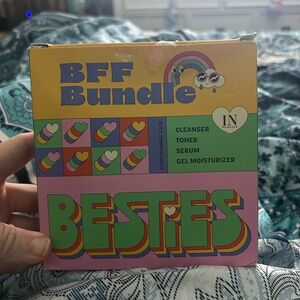 BFF
Bundle
IN
CLEANSER
TONER
SERUM
GEL MOISTURIZER
BESTiES